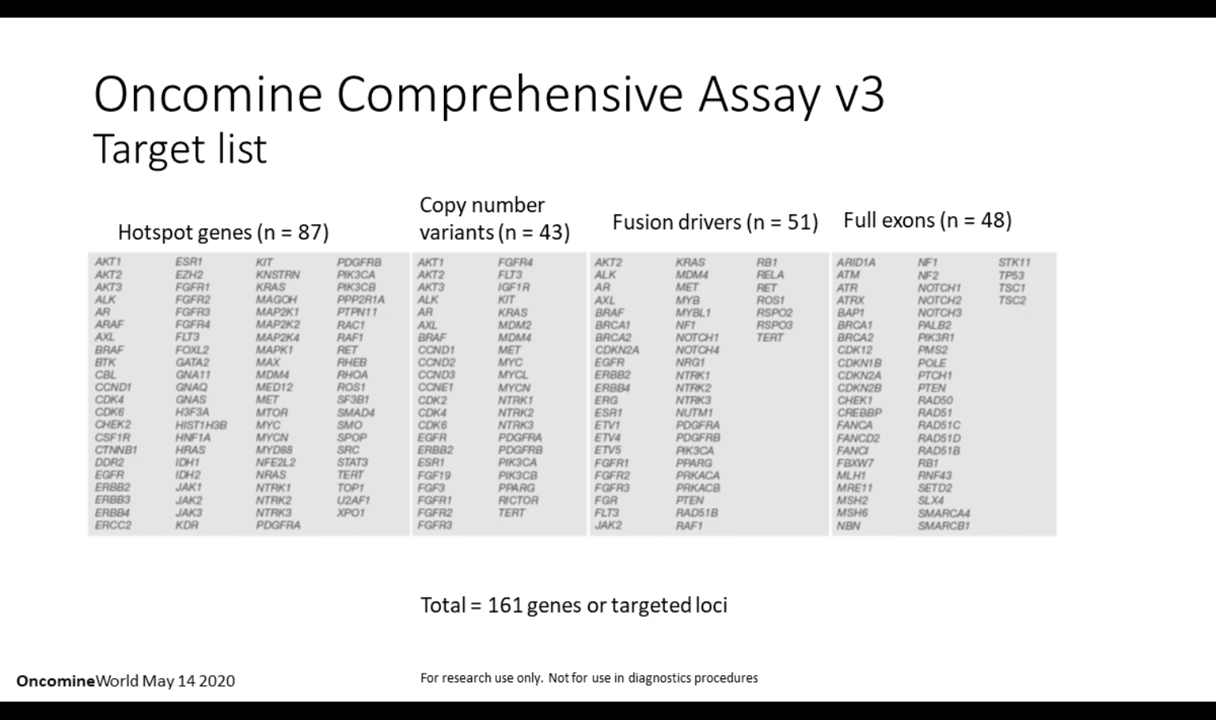 Oncomine Comprehensive Assay v3
Target list
Hotspot genes (n = 87)
AKT1 ESR1 KIT PDGFRB
AKT2 EZH2 KNSTRN PIK3CA
AKT3 FGFR1 KRAS PIK3CB
ALK FGFR2 MAGOH PPP2R1A
AR FGFR3 MAP2K1 PTPN11
ARAF FGFR4 MAP2K2 RAC1
AXL FLT3 MAP2K4 RAF1
BRAF FOXL2 MAPK1 RET
BTK GATA2 MAX RHEB
CBL GNA11 MDM4 RHOA
CCND1 GNAQ MED12 ROS1
CDK4 GNAS MET SF3B1
CDK6 H3F3A MTOR SMAD4
CHEK2 HIST1H3B MYC SMO
CSF1R HNF1A MYCN SPOP
CTNNB1 HRAS MYD88 SRC
DDR2 IDH1 NFE2L2 STAT3
EGFR IDH2 NRAS TERT
ERBB2 JAK1 NTRK1 TOP1
ERBB3 JAK2 NTRK2 U2AF1
ERBB4 JAK3 NTRK3 XPO1
ERCC2 KDR PDGFRA
Copy number
variants (n = 43)
AKT1 FGFR4
AKT2 FLT3
AKT3 IGF1R
ALK KIT
AR KRAS
AXL MDM2
BRAF MDM4
CCND1 MET
CCND2 MYC
CCND3 MYCL
CCNE1 MYCN
CDK2 NTRK1
CDK4 NTRK2
CDK6 NTRK3
EGFR PDGFRA
ERBB2 PDGFRB
ESR1 PIK3CA
FGF19 PIK3CB
FGF3 PPARG
FGFR1 RICTOR
FGFR2 TERT
FGFR3
Fusion drivers (n = 51)
AKT2 KRAS RB1
ALK MDM4 RELA
AR MET RET
AXL MYB ROS1
BRAF MYBL1 RSPO2
BRCA1 NF1 RSPO3
BRCA2 NOTCH1 TERT
CDKN2A NOTCH4
EGFR NRG1
ERBB2 NTRK1
ERBB4 NTRK2
ERG NTRK3
ESR1 NUTM1
ETV1 PDGFRA
ETV4 PDGFRB
ETV5 PIK3CA
FGFR1 PPARG
FGFR2 PRKACA
FGFR3 PRKACB
FGR PTEN
FLT3 RAD51B
JAK2 RAF1
Full exons (n = 48)
ARID1A NF1 STK11
ATM NF2 TP53
ATR NOTCH1 TSC1
ATRX NOTCH2 TSC2
BAP1 NOTCH3
BRCA1 PALB2
BRCA2 PIK3R1
CDK12 PMS2
CDKN1B POLE
CDKN2A PTCH1
CDKN2B PTEN
CHEK1 RAD50
CREBBP RAD51
FANCA RAD51C
FANCD2 RAD51D
FANCI RAD51B
FBXW7 RB1
MLH1 RNF43
MRE11 SETD2
MSH2 SLX4
MSH6 SMARCA4
NBN SMARCB1
Total = 161 genes or targeted loci
OncomineWorld May 14 2020
For research use only. Not for use in diagnostics procedures